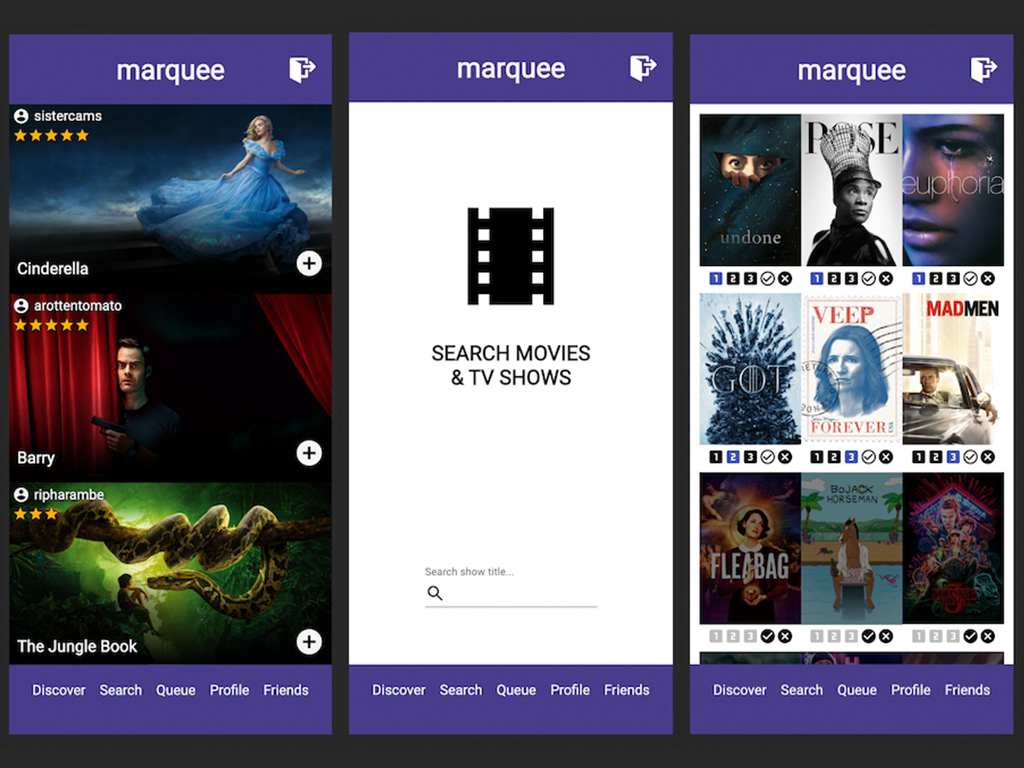 marquee
sistercams
Cinderella
arottentomato
Barry
ripharambe
The Jungle Book
Discover Search Queue Profile Friends
marquee
SEARCH MOVIES
& TV SHOWS
Search show title...
Discover Search Queue Profile Friends
marquee
undone
POSE
euphoria
1 2 3
1 2 3
1 2 3
GOT
VEEP
FOREVER
MADMEN
1 2 3
1 2 3
1 2 3
FLEABAG
BOJACK
HORSEMAN
1 2 3
1 2 3
1 2 3
Discover Search Queue Profile Friends